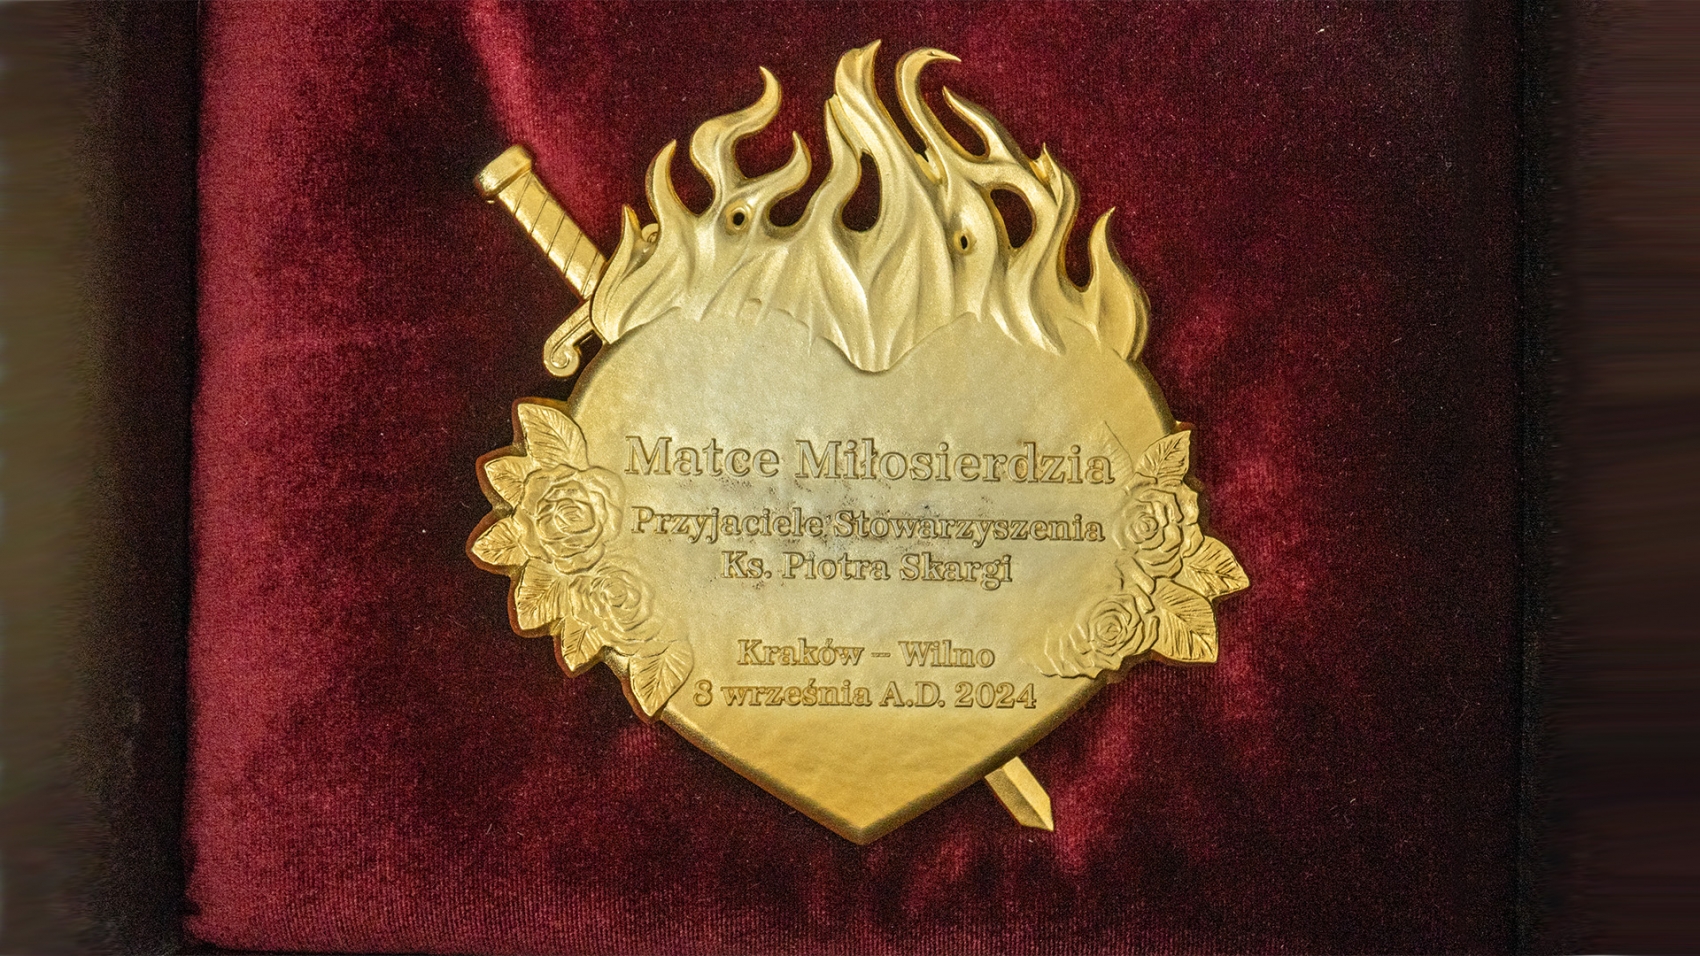 Matce Miłosierdzia
Przyjaciele Stowarzyszenia
Ks. Piotra Skargi
Kraków – Wilno
8 września A.D. 2024